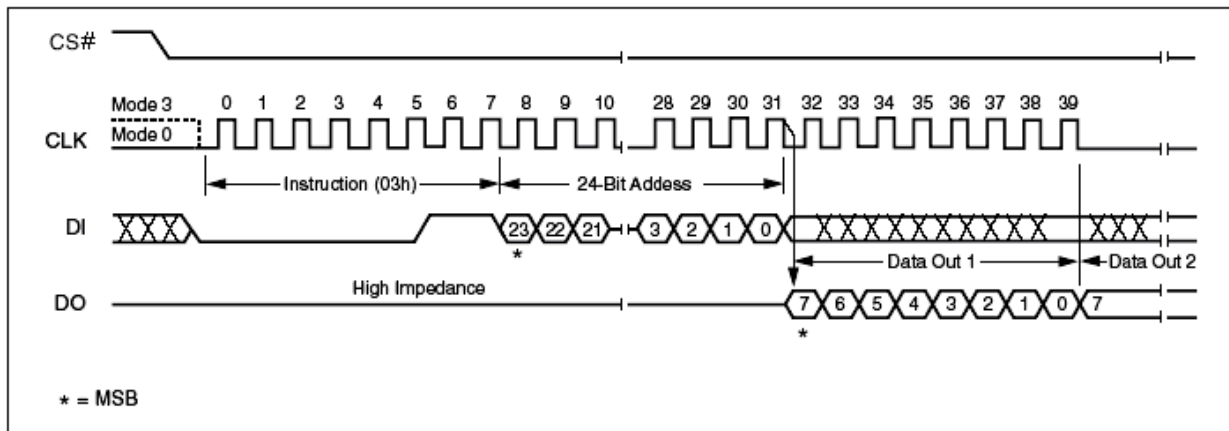 CS#
Mode 3
0 1 2 3 4 5 6 7 8 9 10 28 29 30 31 32 33 34 35 36 37 38 39
CLK
Mode 0
Instruction (03h)
24-Bit Addess
DI
23 22 21 3 2 1 0
*
Data Out 1
Data Out 2
High Impedance
DO
7 6 5 4 3 2 1 0 7
*
* = MSB